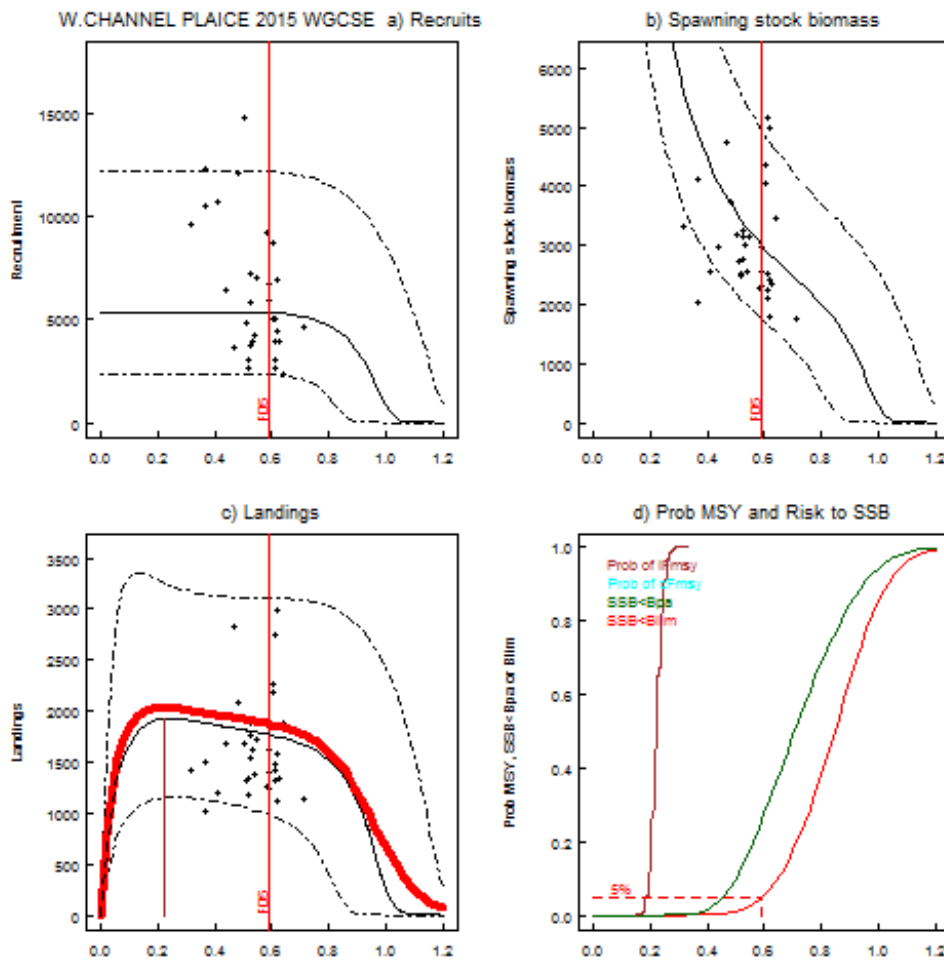 W.CHANNEL PLAICE 2015 WGCSE a) Recruits
Recruitment
15000
10000
5000
0
F05
0.0 0.2 0.4 0.6 0.8 1.0 1.2
b) Spawning stock biomass
Spawning stock biomass
6000
5000
4000
3000
2000
1000
0
F05
0.0 0.2 0.4 0.6 0.8 1.0 1.2
c) Landings
Landings
3500
3000
2500
2000
1500
1000
500
0
F05
0.0 0.2 0.4 0.6 0.8 1.0 1.2
d) Prob MSY and Risk to SSB
Prob MSY, SSB<Bpa or Blim
1.0
0.8
0.6
0.4
0.2
0.0
Prob of
Prob of
SSB<Bpa
SSB<Blim
5%
0.0 0.2 0.4 0.6 0.8 1.0 1.2